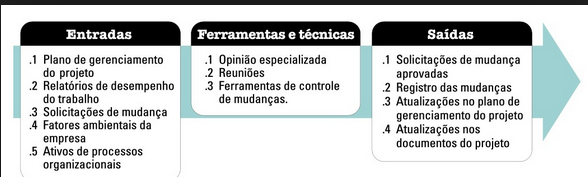 Entradas
.1 Plano de gerenciamento
do projeto
.2 Relatórios de desempenho
do trabalho
.3 Solicitações de mudança
.4 Fatores ambientais da
empresa
.5 Ativos de processos
organizacionais
Ferramentas e técnicas
.1 Opinião especializada
.2 Reuniões
.3 Ferramentas de controle
de mudanças.
Saídas
.1 Solicitações de mudança
aprovadas
.2 Registro das mudanças
.3 Atualizações no plano de
gerenciamento do projeto
.4 Atualizações nos
documentos do projeto